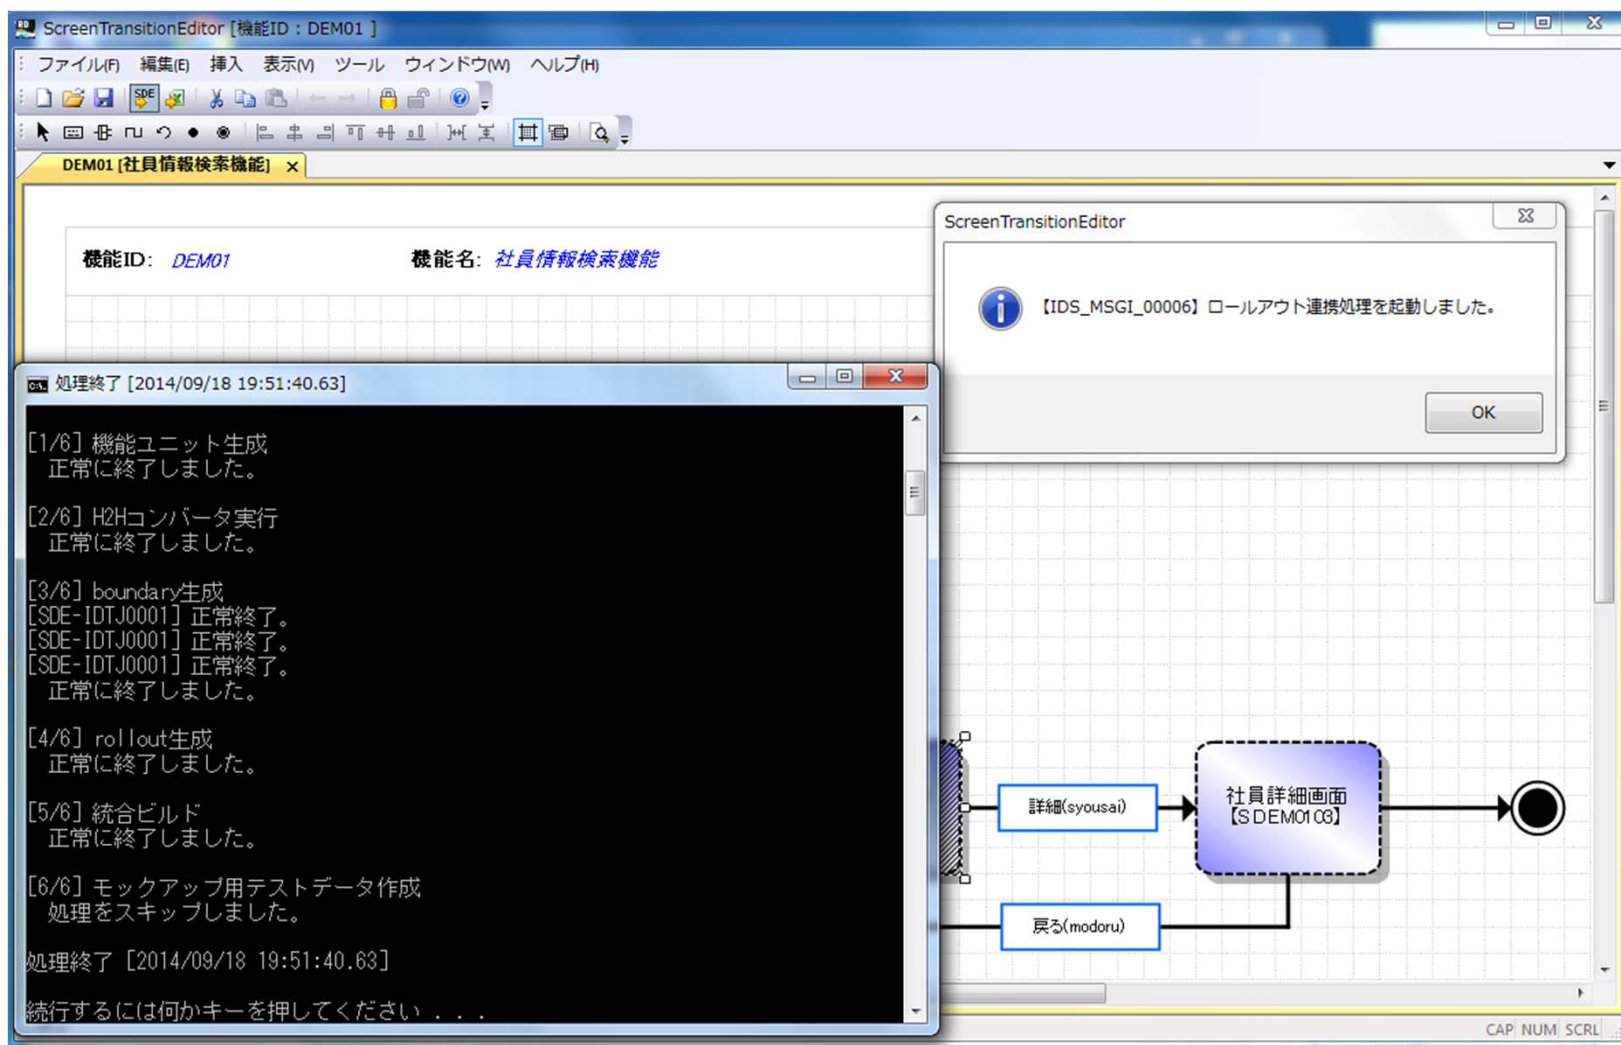 ScreenTransitionEditor [機能ID : DEM01 ]
ファイル(F) 編集(E) 挿入 表示(V) ツール ウィンドウ(W) ヘルプ(H)
SDE
DEM01 [社員情報検索機能]
機能ID: DEM01 機能名: 社員情報検索機能
ScreenTransitionEditor
【IDS_MSGI_00006】ロールアウト連携処理を起動しました。
OK
処理終了 [2014/09/18 19:51:40.63]
[1/6] 機能ユニット生成
正常に終了しました。
[2/6] H2Hコンバータ実行
正常に終了しました。
[3/6] boundary生成
[SDE-IDTJ0001] 正常終了。
[SDE-IDTJ0001] 正常終了。
[SDE-IDTJ0001] 正常終了。
正常に終了しました。
[4/6] rollout生成
正常に終了しました。
[5/6] 統合ビルド
正常に終了しました。
[6/6] モックアップ用テストデータ作成
処理をスキップしました。
処理終了 [2014/09/18 19:51:40.63]
続行するには何かキーを押してください . . .
詳細(syousai)
社員詳細画面
【SDEM0103】
戻る(modoru)
CAP NUM SCRL